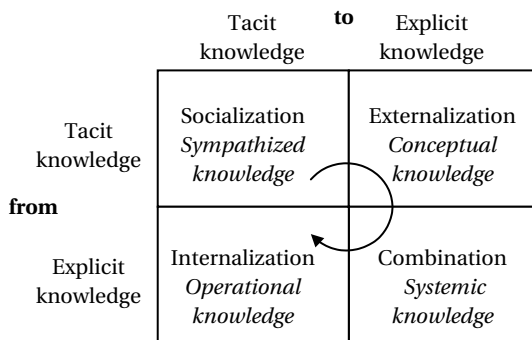 to
Tacit
knowledge
Explicit
knowledge
Tacit
knowledge
Socialization
Sympathized
knowledge
Externalization
Conceptual
knowledge
from
Explicit
knowledge
Internalization
Operational
knowledge
Combination
Systemic
knowledge